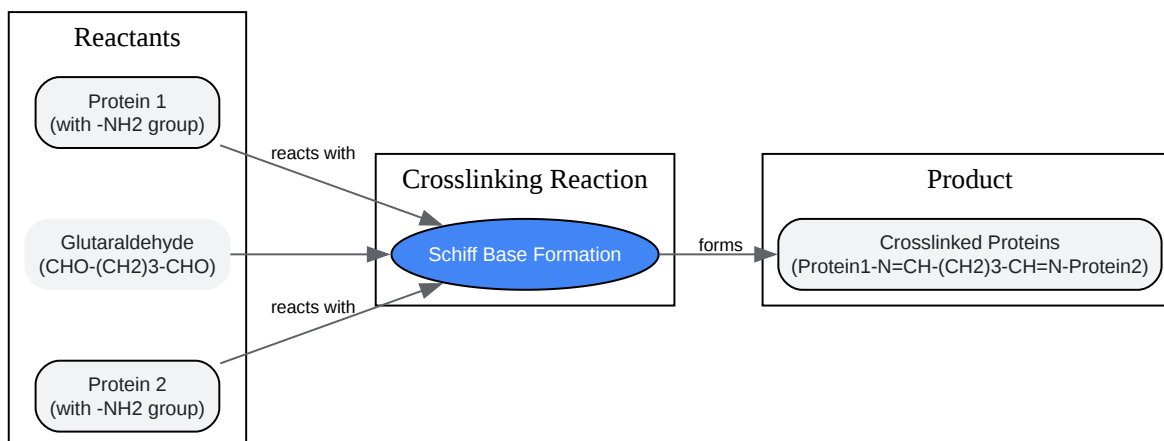 Reactants
Protein 1
(with -NH2 group)
reacts with
Glutaraldehyde
(CHO-(CH2)3-CHO)
reacts with
Protein 2
(with -NH2 group)
Crosslinking Reaction
Schiff Base Formation
forms
Product
Crosslinked Proteins
(Protein1-N=CH-(CH2)3-CH=N-Protein2)